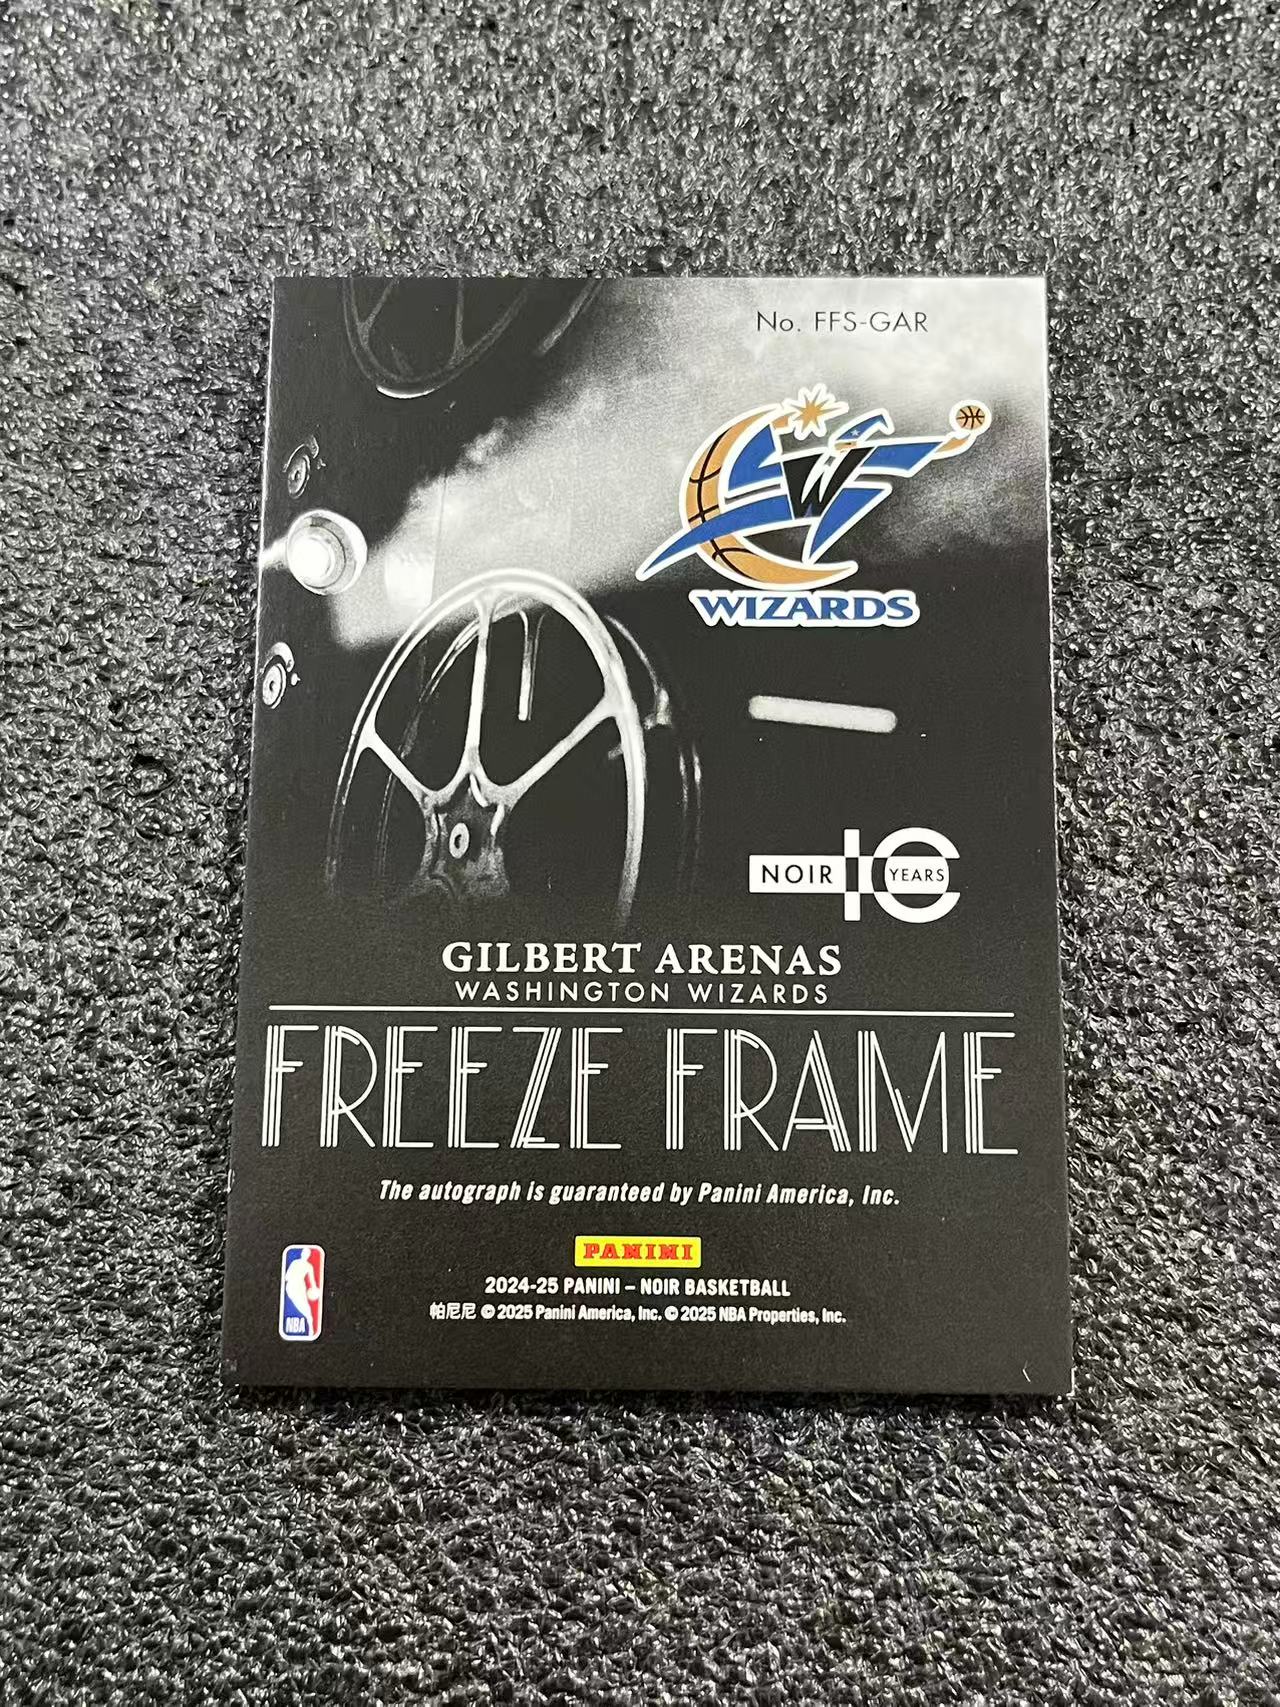 No. FFS-GAR
W
WIZARDS
NOIR 10 YEARS
GILBERT ARENAS
WASHINGTON WIZARDS
FREEZE FRAME
The autograph is guaranteed by Panini America, Inc.
PANINI
NBA
2024-25 PANINI – NOIR BASKETBALL
帕尼尼 © 2025 Panini America, Inc. © 2025 NBA Properties, Inc.